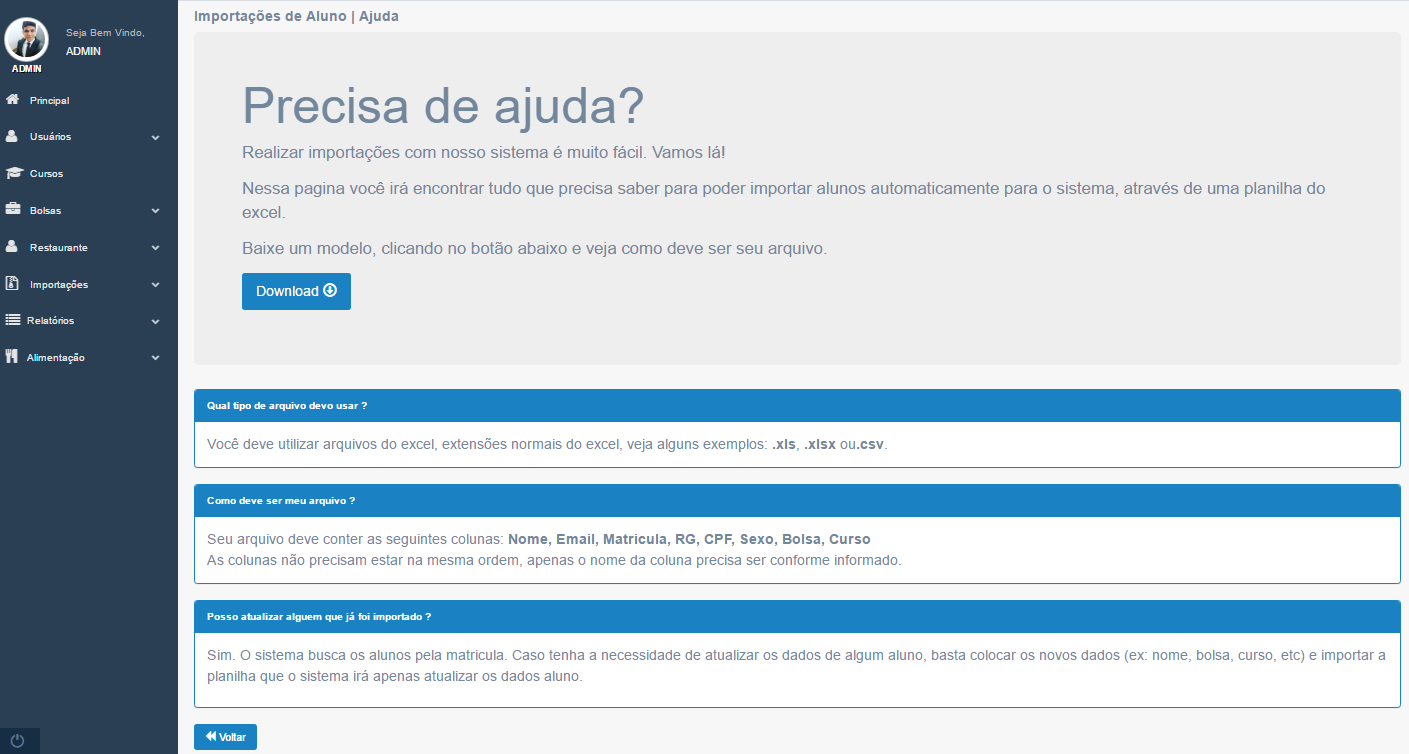 Seja Bem Vindo,
ADMIN
ADMIN
Principal
Usuários
Cursos
Bolsas
Restaurante
Importações
Relatórios
Alimentação
Importações de Aluno | Ajuda
Precisa de ajuda?
Realizar importações com nosso sistema é muito fácil. Vamos lá!
Nessa pagina você irá encontrar tudo que precisa saber para poder importar alunos automaticamente para o sistema, através de uma planilha do
excel.
Baixe um modelo, clicando no botão abaixo e veja como deve ser seu arquivo.
Download
Qual tipo de arquivo devo usar ?
Você deve utilizar arquivos do excel, extensões normais do excel, veja alguns exemplos: .xls, .xlsx ou.csv.
Como deve ser meu arquivo ?
Seu arquivo deve conter as seguintes colunas: Nome, Email, Matricula, RG, CPF, Sexo, Bolsa, Curso
As colunas não precisam estar na mesma ordem, apenas o nome da coluna precisa ser conforme informado.
Posso atualizar alguem que já foi importado ?
Sim. O sistema busca os alunos pela matricula. Caso tenha a necessidade de atualizar os dados de algum aluno, basta colocar os novos dados (ex: nome, bolsa, curso, etc) e importar a
planilha que o sistema irá apenas atualizar os dados aluno.
Voltar